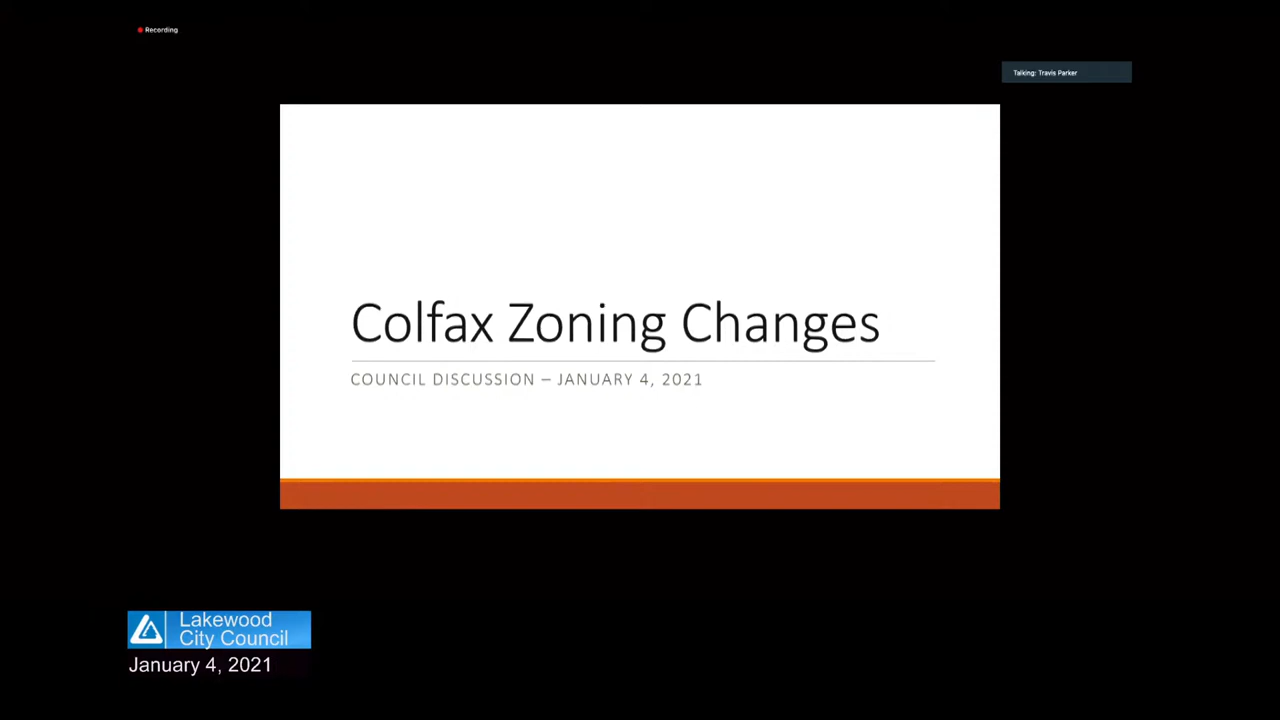 Recording
Talking: Travis Parker
Colfax Zoning Changes
COUNCIL DISCUSSION – JANUARY 4, 2021
Lakewood
City Council
January 4, 2021